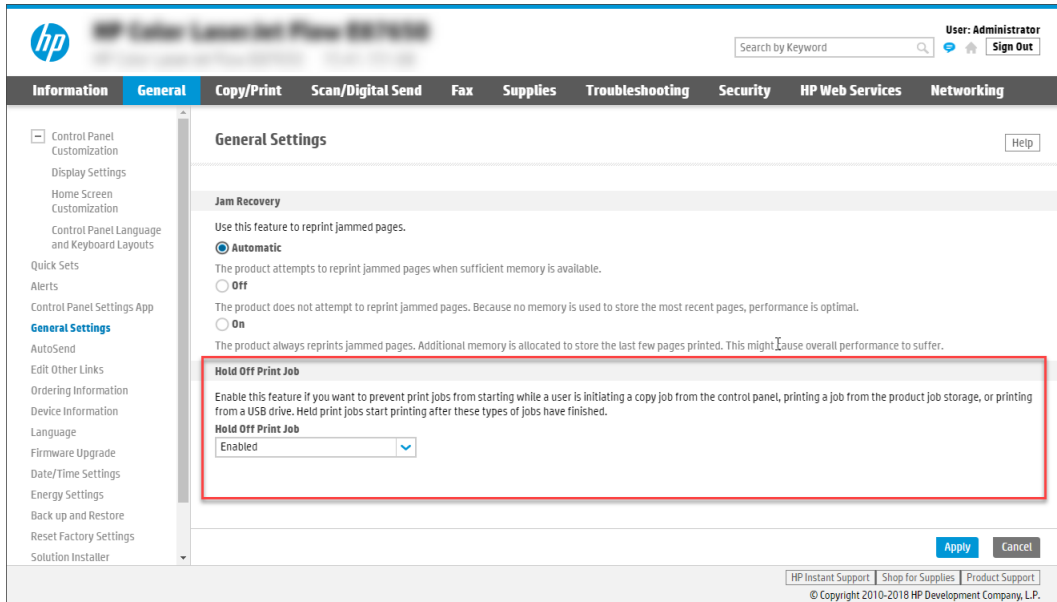 hp
User: Administrator
Search by Keyword
Sign Out
Information General Copy/Print Scan/Digital Send Fax Supplies Troubleshooting Security HP Web Services Networking
Control Panel
Customization
Display Settings
Home Screen
Customization
Control Panel Language
and Keyboard Layouts
Quick Sets
Alerts
Control Panel Settings App
General Settings
AutoSend
Edit Other Links
Ordering Information
Device Information
Language
Firmware Upgrade
Date/Time Settings
Energy Settings
Back up and Restore
Reset Factory Settings
Solution Installer
General Settings
Help
Jam Recovery
Use this feature to reprint jammed pages.
Automatic
The product attempts to reprint jammed pages when sufficient memory is available.
Off
The product does not attempt to reprint jammed pages. Because no memory is used to store the most recent pages, performance is optimal.
On
The product always reprints jammed pages. Additional memory is allocated to store the last few pages printed. This might cause overall performance to suffer.
Hold Off Print Job
Enable this feature if you want to prevent print jobs from starting while a user is initiating a copy job from the control panel, printing a job from the product job storage, or printing
from a USB drive. Held print jobs start printing after these types of jobs have finished.
Hold Off Print Job
Enabled
Apply Cancel
HP Instant Support Shop for Supplies Product Support
© Copyright 2010-2018 HP Development Company, L.P.